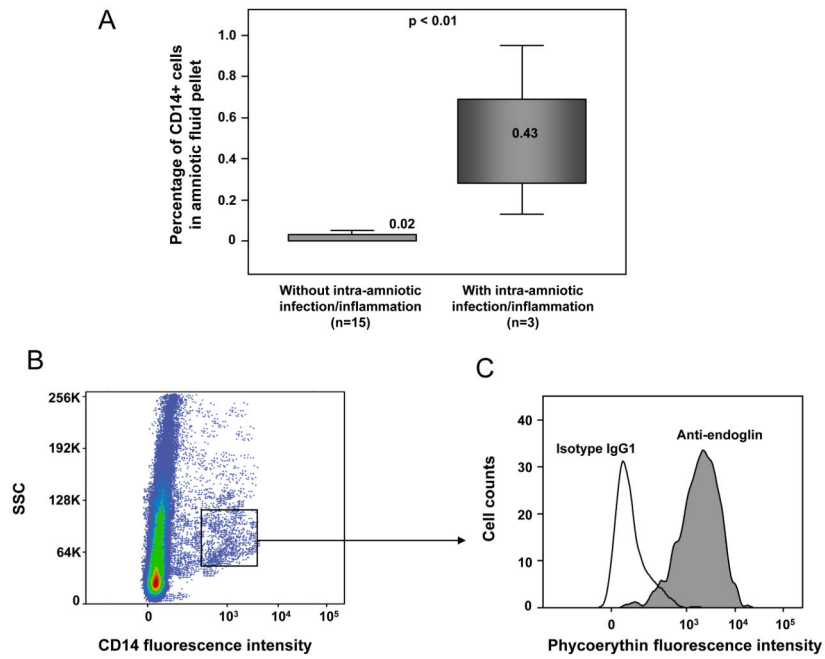 A
p < 0.01
Percentage of CD14+ cells
in amniotic fluid pellet
1.0
0.8
0.6
0.4
0.2
0
0.02
0.43
Without intra-amniotic
infection/inflammation
(n=15)
With intra-amniotic
infection/inflammation
(n=3)
B
SSC
256K
192K
128K
64K
0
0
10³
10⁴
10⁵
CD14 fluorescence intensity
C
Cell counts
40
30
20
10
0
Isotype IgG1
Anti-endoglin
0
10³
10⁴
10⁵
Phycoerythin fluorescence intensity